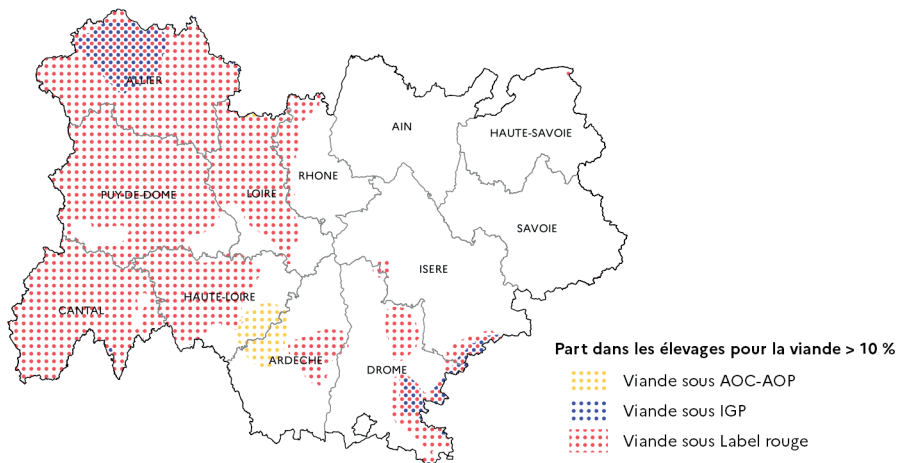 ALLIER
AIN
HAUTE-SAVOIE
RHONE
PUY-DE-DOME
LOIRE
SAVOIE
ISERE
HAUTE-LOIRE
CANTAL
ARDECHE
DROME
Part dans les élevages pour la viande > 10 %
Viande sous AOC-AOP
Viande sous IGP
Viande sous Label rouge